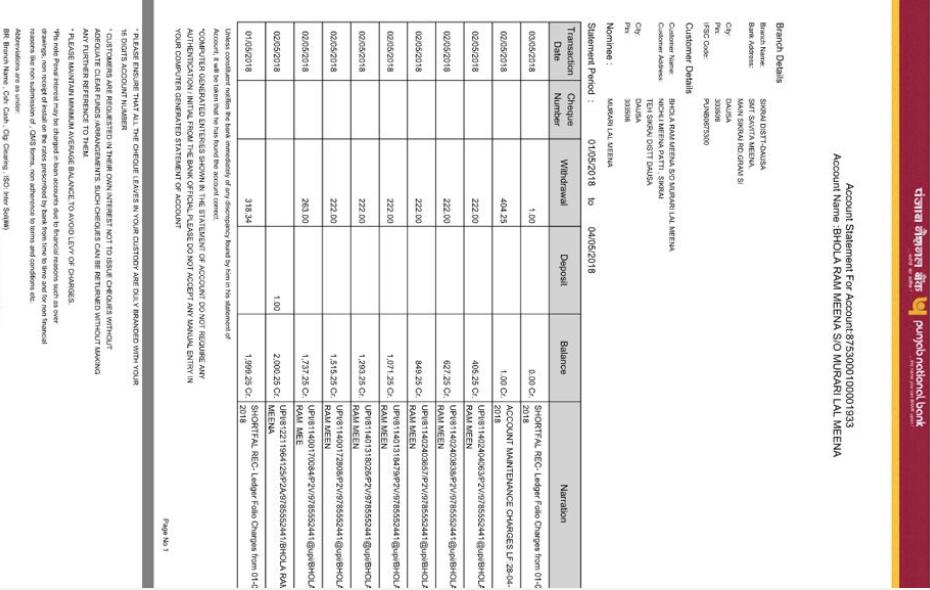 पंजाब नैशनल बैंक punjab national bank
Account Statement For Account:8753000100001933
Account Name :BHOLA RAM MEENA S/O MURARI LAL MEENA
Branch Details
Branch Name: SIKRAI DISTT-DAUSA
Bank Address: SMT SAVITA MEENA,
MAIN SIKRAI RD,GRAM SI
City: DAUSA
Pin: 303508
IFSC Code: PUNB0875300
Customer Details
Customer Name: BHOLA RAM MEENA S/O MURARI LAL MEENA
Customer Address: NICHLI MEENA PATTI , SIKRAI
TEH SIKRAI DISTT DAUSA
City: DAUSA
Pin: 303508
Nominee : MURARI LAL MEENA
Statement Period : 01/05/2018 to 04/05/2018
Transaction Date Cheque Number Withdrawal Deposit Balance Narration
03/05/2018 1.00 0.00 Cr. SHORTFAL REC- Ledger Folio Charges from 01-0
2018
02/05/2018 404.25 1.00 Cr. ACCOUNT MAINTENANCE CHARGES LF 28-04-
2018
02/05/2018 222.00 405.25 Cr. UPI/811402404063/P2V/9785552441@upi/BHOLA
RAM MEEN
02/05/2018 222.00 627.25 Cr. UPI/811402403838/P2V/9785552441@upi/BHOLA
RAM MEEN
02/05/2018 222.00 849.25 Cr. UPI/811402403657/P2V/9785552441@upi/BHOLA
RAM MEEN
02/05/2018 222.00 1,071.25 Cr. UPI/811401318479/P2V/9785552441@upi/BHOLA
RAM MEEN
02/05/2018 222.00 1,293.25 Cr. UPI/811401318026/P2V/9785552441@upi/BHOLA
RAM MEEN
02/05/2018 222.00 1,515.25 Cr. UPI/811400172808/P2V/9785552441@upi/BHOLA
RAM MEEN
02/05/2018 263.00 1,737.25 Cr. UPI/811400170084/P2V/9785552441@upi/BHOLA
RAM MEE
02/05/2018 1.00 2,000.25 Cr. UPI/812211964125/P2A/9785552441/BHOLA RAM
MEENA
01/05/2018 318.34 1,999.25 Cr. SHORTFAL REC- Ledger Folio Charges from 01-0
2018
Unless constituent notifies the bank immediately of any discrepancy found by him in his statement of
Account, it will be taken that he has found the account correct.
*COMPUTER GENERATED ENTERIES SHOWN IN THE STATEMENT OF ACCOUNT DO NOT REQUIRE ANY
AUTHENTICATION / INITIAL FROM THE BANK OFFICIAL,PLEASE DO NOT ACCEPT ANY MANUAL ENTRY IN
YOUR COMPUTER GENERATED STATEMENT OF ACCOUNT
Page No 1
* PLEASE ENSURE THAT ALL THE CHEQUE LEAVES IN YOUR CUSTODY ARE DULY BRANDED WITH YOUR
16 DIGITS ACCOUNT NUMBER
* CUSTOMERS ARE REQUESTED IN THEIR OWN INTEREST NOT TO ISSUE CHEQUES WITHOUT
ADEQUATE CLEAR FUNDS /ARRANGEMENTS. SUCH CHEQUES CAN BE RETURNED WITHOUT MAKING
ANY FURTHER REFERENCE TO THEM.
* PLEASE MAINTAIN MINIMUM AVERAGE BALANCE,TO AVOID LEVY OF CHARGES.
*Pls note Penal interest may be charged in loan accounts due to financial reasons such as over
drawings, non receipt of install on the rates prescribed by bank from time to time and for non financial
reasons like non submission of , QMS terms, non adherence to terms and conditions etc.
Abbreviations are as under:
BR: Branch Name , Csh: Cash , Clg: Clearing , ISO: Inter Sol(##)